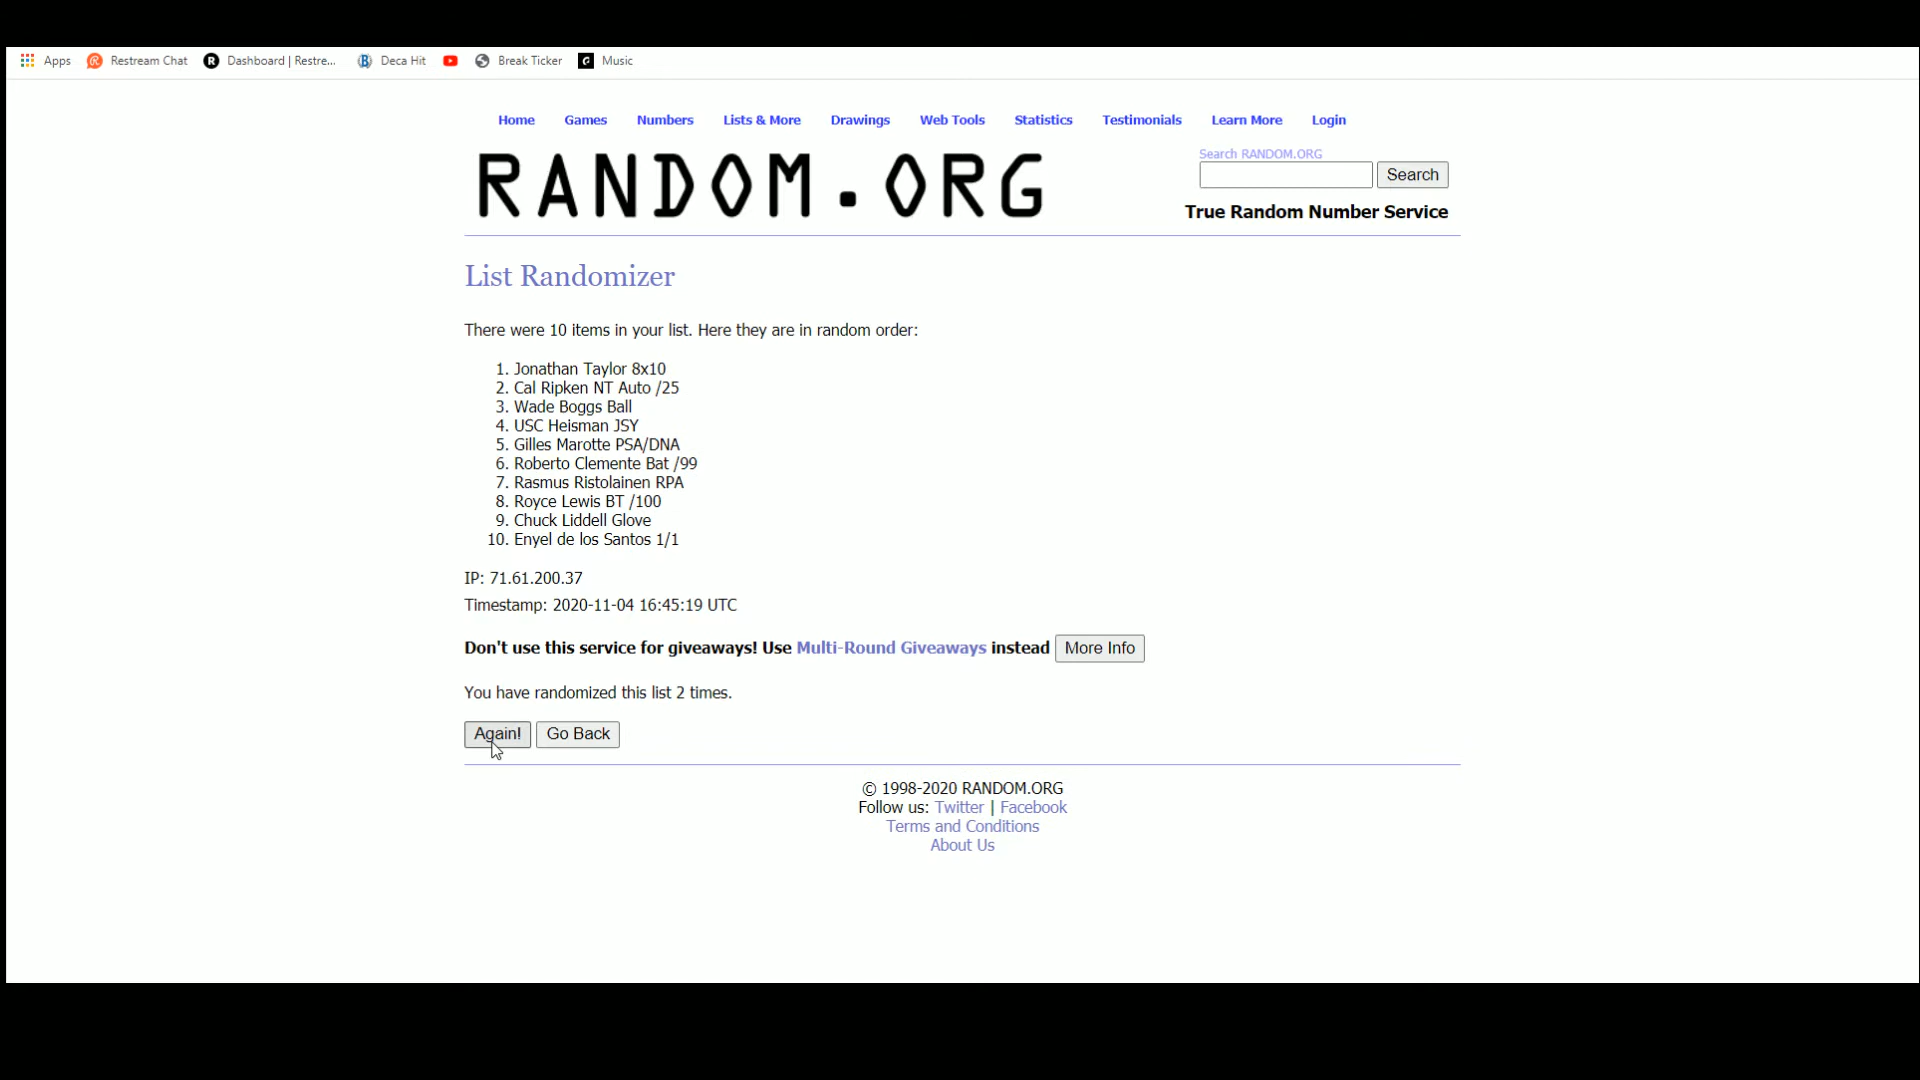 Apps Restream Chat Dashboard | Restre... Deca Hit Break Ticker Music
Home Games Numbers Lists & More Drawings Web Tools Statistics Testimonials Learn More Login
RANDOM.ORG
Search RANDOM.ORG
Search
True Random Number Service
List Randomizer
There were 10 items in your list. Here they are in random order:
1. Jonathan Taylor 8x10
2. Cal Ripken NT Auto /25
3. Wade Boggs Ball
4. USC Heisman JSY
5. Gilles Marotte PSA/DNA
6. Roberto Clemente Bat /99
7. Rasmus Ristolainen RPA
8. Royce Lewis BT /100
9. Chuck Liddell Glove
10. Enyel de los Santos 1/1
IP: 71.61.200.37
Timestamp: 2020-11-04 16:45:19 UTC
Don't use this service for giveaways! Use Multi-Round Giveaways instead More Info
You have randomized this list 2 times.
Again! Go Back
© 1998-2020 RANDOM.ORG
Follow us: Twitter | Facebook
Terms and Conditions
About Us